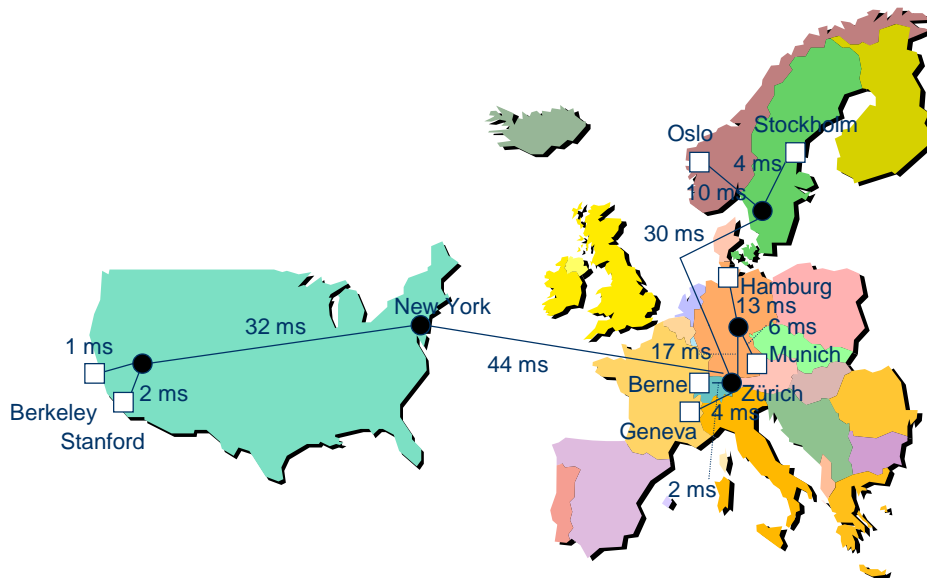 Oslo
Stockholm
4 ms
10 ms
30 ms
Hamburg
13 ms
New York
32 ms
6 ms
1 ms
17 ms
Munich
44 ms
2 ms
Berne
Zürich
Berkeley
4 ms
Geneva
Stanford
2 ms